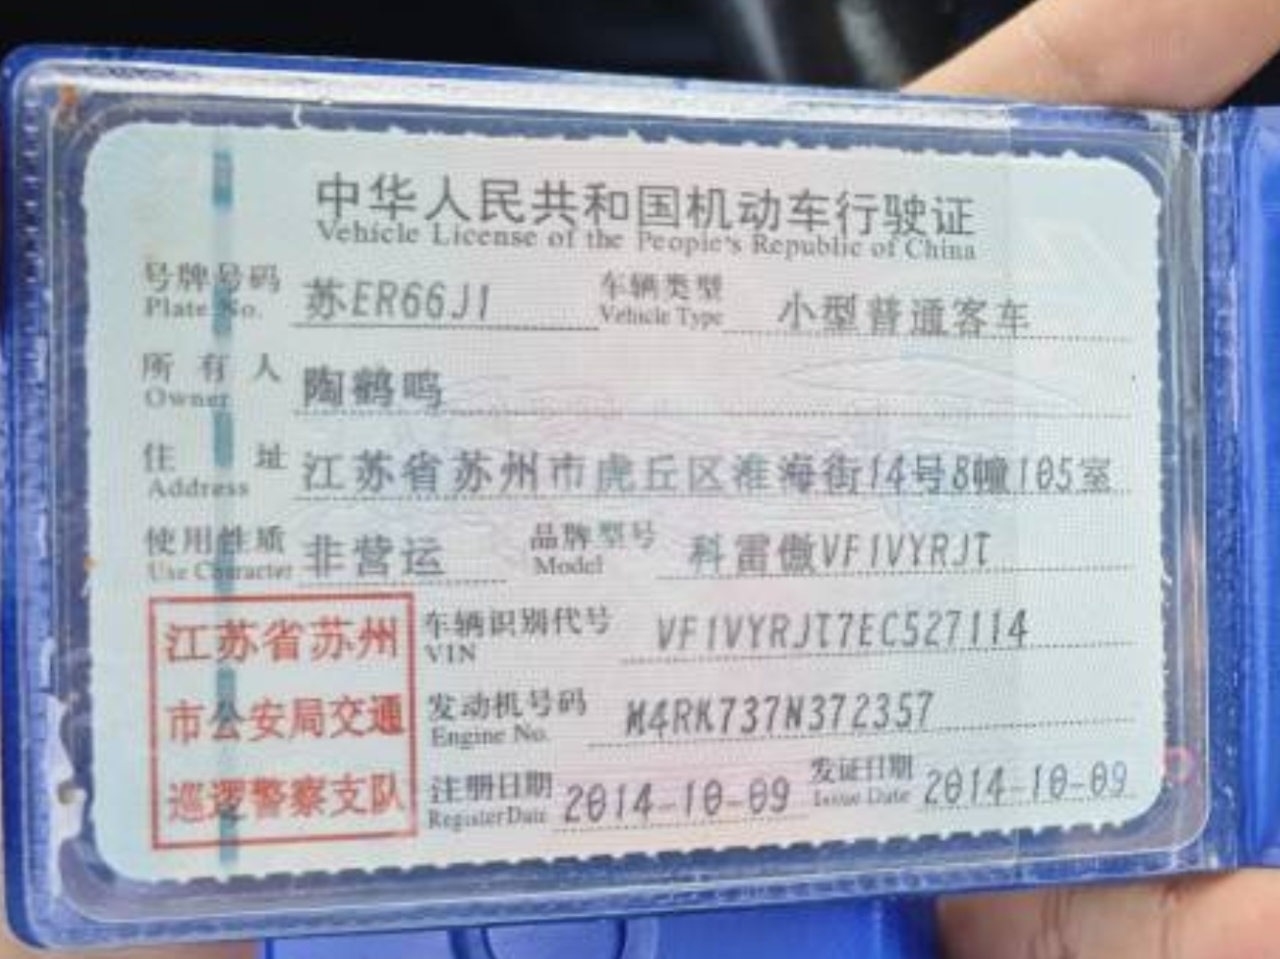 中华人民共和国机动车行驶证
Vehicle License of the People's Republic of China
号牌号码 苏ER66J1 车辆类型 小型普通客车
Plate No. Vehicle Type
所有人 陶鹤鸣
Owner
住址 江苏省苏州市虎丘区淮海街14号8幢105室
Address
使用性质 非营运 品牌型号 科雷傲VF1VYRJT
Use Character Model
江苏省苏州 车辆识别代号 VF1VYRJT7EC527114
VIN
市公安局交通 发动机号码 M4RK737N372357
Engine No.
巡逻警察支队 注册日期 2014-10-09 发证日期 2014-10-09
Register Date Issue Date